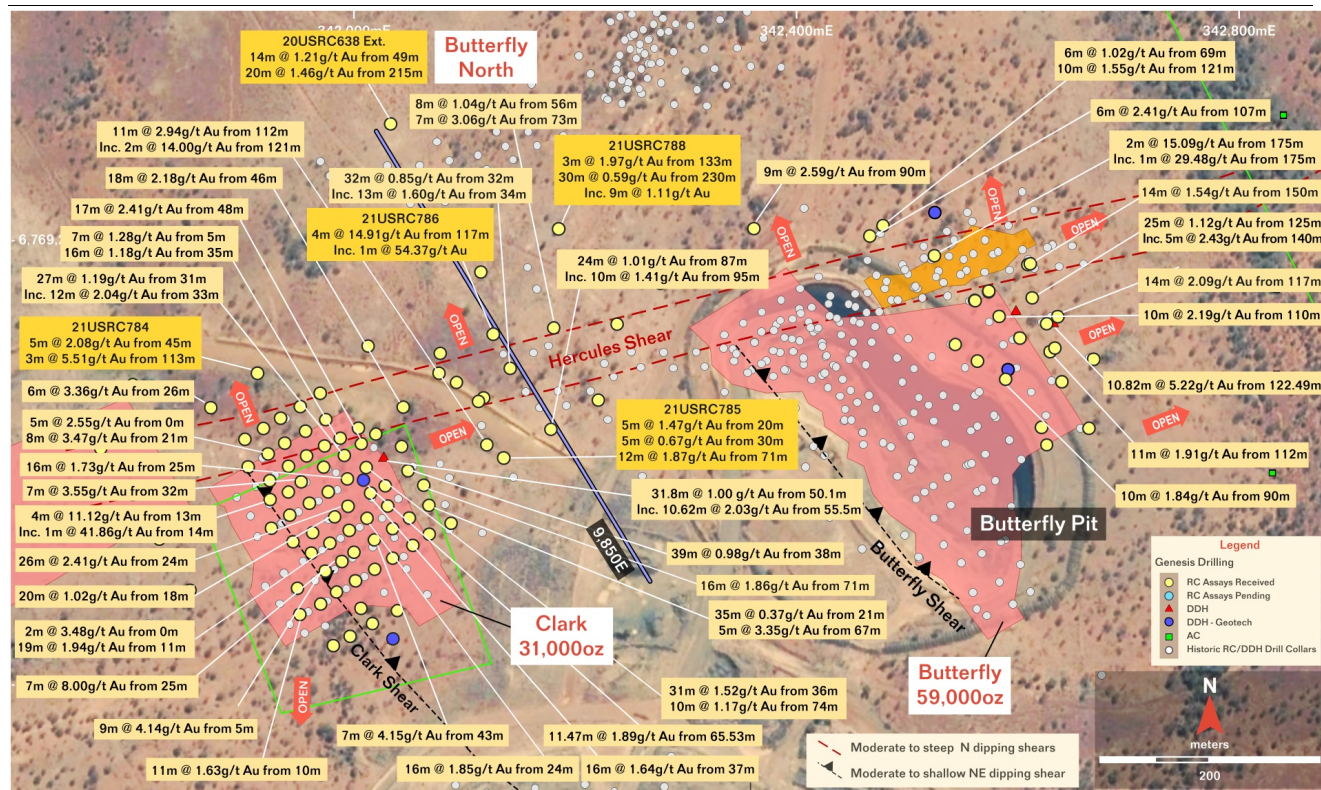 342,000mE
342,400mE
342,800mE
20USRC638 Ext.
14m @ 1.21g/t Au from 49m
20m @ 1.46g/t Au from 215m
Butterfly
North
6m @ 1.02g/t Au from 69m
10m @ 1.55g/t Au from 121m
8m @ 1.04g/t Au from 56m
7m @ 3.06g/t Au from 73m
6m @ 2.41g/t Au from 107m
11m @ 2.94g/t Au from 112m
Inc. 2m @ 14.00g/t Au from 121m
21USRC788
3m @ 1.97g/t Au from 133m
30m @ 0.59g/t Au from 230m
Inc. 9m @ 1.11g/t Au
2m @ 15.09g/t Au from 175m
Inc. 1m @ 29.48g/t Au from 175m
18m @ 2.18g/t Au from 46m
32m @ 0.85g/t Au from 32m
Inc. 13m @ 1.60g/t Au from 34m
9m @ 2.59g/t Au from 90m
14m @ 1.54g/t Au from 150m
17m @ 2.41g/t Au from 48m
21USRC786
4m @ 14.91g/t Au from 117m
Inc. 1m @ 54.37g/t Au
25m @ 1.12g/t Au from 125m
Inc. 5m @ 2.43g/t Au from 140m
7m @ 1.28g/t Au from 5m
16m @ 1.18g/t Au from 35m
6,769,2
OPEN
OPEN
OPEN
24m @ 1.01g/t Au from 87m
Inc. 10m @ 1.41g/t Au from 95m
27m @ 1.19g/t Au from 31m
Inc. 12m @ 2.04g/t Au from 33m
14m @ 2.09g/t Au from 117m
10m @ 2.19g/t Au from 110m
OPEN
OPEN
Hercules Shear
21USRC784
5m @ 2.08g/t Au from 45m
3m @ 5.51g/t Au from 113m
6m @ 3.36g/t Au from 26m
OPEN
10.82m @ 5.22g/t Au from 122.49m
5m @ 2.55g/t Au from 0m
8m @ 3.47g/t Au from 21m
OPEN
21USRC785
5m @ 1.47g/t Au from 20m
5m @ 0.67g/t Au from 30m
12m @ 1.87g/t Au from 71m
OPEN
11m @ 1.91g/t Au from 112m
16m @ 1.73g/t Au from 25m
7m @ 3.55g/t Au from 32m
31.8m @ 1.00 g/t Au from 50.1m
Inc. 10.62m @ 2.03g/t Au from 55.5m
10m @ 1.84g/t Au from 90m
4m @ 11.12g/t Au from 13m
Inc. 1m @ 41.86g/t Au from 14m
Butterfly Pit
9,850E
39m @ 0.98g/t Au from 38m
26m @ 2.41g/t Au from 24m
16m @ 1.86g/t Au from 71m
Butterfly Shear
20m @ 1.02g/t Au from 18m
35m @ 0.37g/t Au from 21m
5m @ 3.35g/t Au from 67m
Clark
31,000oz
2m @ 3.48g/t Au from 0m
19m @ 1.94g/t Au from 11m
Clark Shear
Butterfly
59,000oz
7m @ 8.00g/t Au from 25m
OPEN
31m @ 1.52g/t Au from 36m
10m @ 1.17g/t Au from 74m
9m @ 4.14g/t Au from 5m
7m @ 4.15g/t Au from 43m
11.47m @ 1.89g/t Au from 65.53m
11m @ 1.63g/t Au from 10m
16m @ 1.85g/t Au from 24m
16m @ 1.64g/t Au from 37m
Legend
Genesis Drilling
RC Assays Received
RC Assays Pending
DDH
DDH - Geotech
AC
Historic RC/DDH Drill Collars
Moderate to steep N dipping shears
Moderate to shallow NE dipping shear
N
meters
200